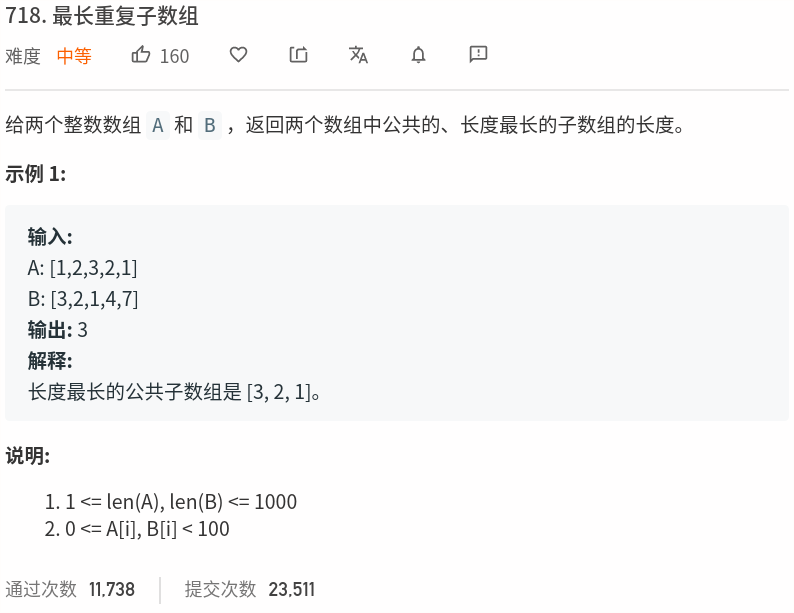 718. 最长重复子数组
难度 中等 160
给两个整数数组 A 和 B ，返回两个数组中公共的、长度最长的子数组的长度。
示例 1:
输入:
A: [1,2,3,2,1]
B: [3,2,1,4,7]
输出: 3
解释:
长度最长的公共子数组是 [3, 2, 1]。
说明:
1. 1 <= len(A), len(B) <= 1000
2. 0 <= A[i], B[i] < 100
通过次数 11,738 提交次数 23,511